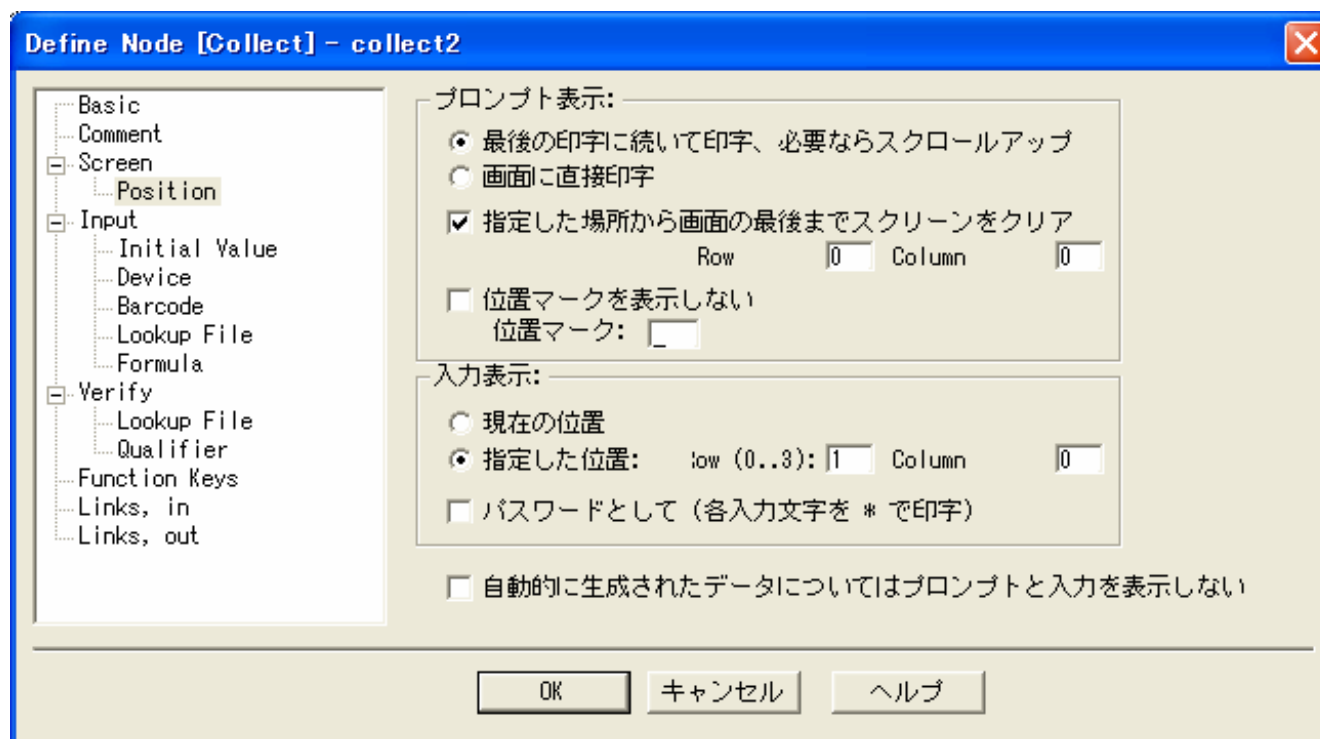 Define Node [Collect] - collect2
Basic
Comment
Screen
Position
Input
Initial Value
Device
Barcode
Lookup File
Formula
Verify
Lookup File
Qualifier
Function Keys
Links, in
Links, out
プロンプト表示:
最後の印字に続いて印字、必要ならスクロールアップ
画面に直接印字
指定した場所から画面の最後までスクリーンをクリア
Row 0 Column 0
位置マークを表示しない
位置マーク: _
入力表示:
現在の位置
指定した位置: ow (0..3): 1 Column 0
パスワードとして (各入力文字を * で印字)
自動的に生成されたデータについてはプロンプトと入力を表示しない
OK キャンセル ヘルプ